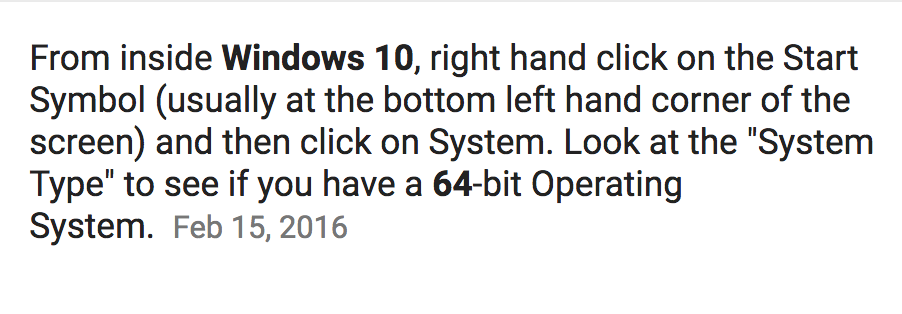 From inside Windows 10, right hand click on the Start
Symbol (usually at the bottom left hand corner of the
screen) and then click on System. Look at the "System
Type" to see if you have a 64-bit Operating
System. Feb 15, 2016